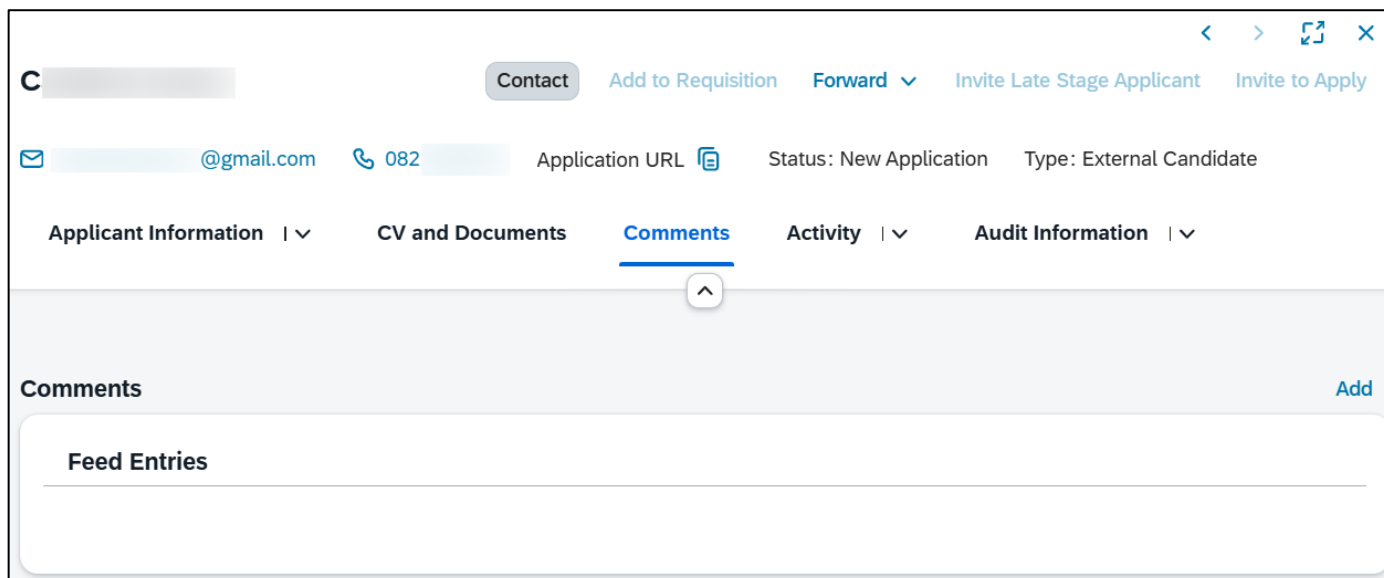 C
Contact Add to Requisition Forward Invite Late Stage Applicant Invite to Apply
@gmail.com 082 Application URL Status: New Application Type: External Candidate
Applicant Information CV and Documents Comments Activity Audit Information
Comments Add
Feed Entries